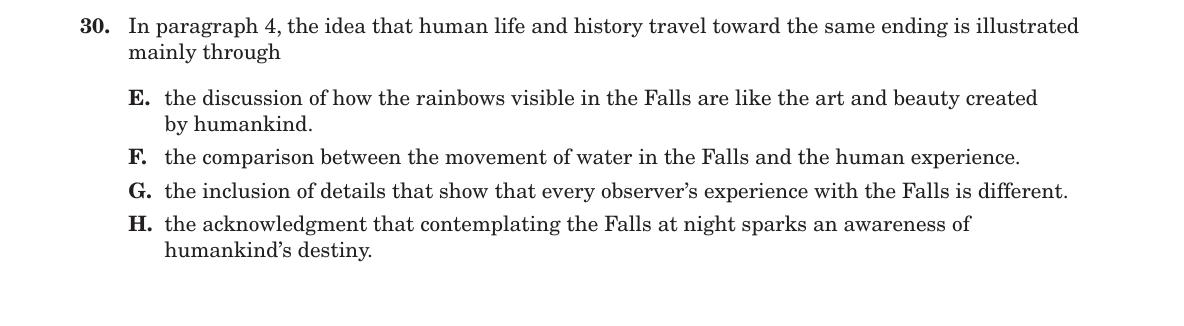 30. In paragraph 4, the idea that human life and history travel toward the same ending is illustrated
mainly through
E. the discussion of how the rainbows visible in the Falls are like the art and beauty created
by humankind.
F. the comparison between the movement of water in the Falls and the human experience.
G. the inclusion of details that show that every observer’s experience with the Falls is different.
H. the acknowledgment that contemplating the Falls at night sparks an awareness of
humankind’s destiny.